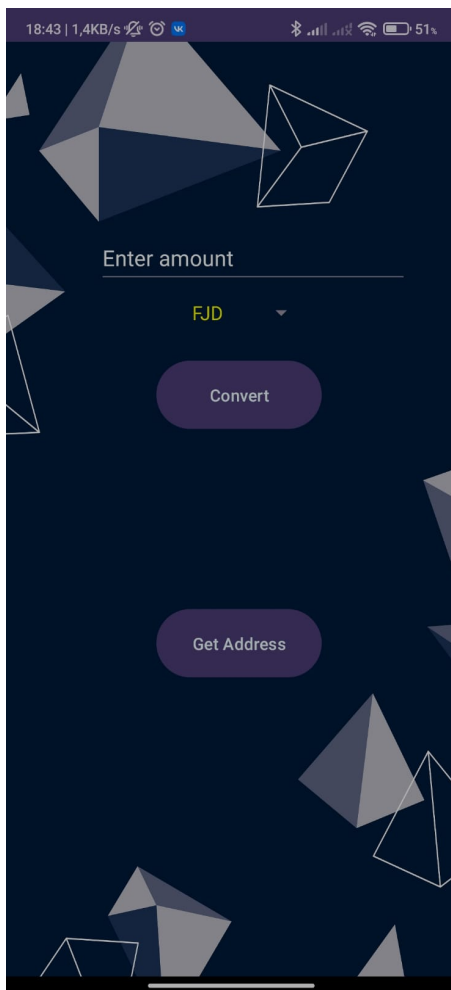 18:43 | 1,4KB/s 51%
Enter amount
FJD
Convert
Get Address